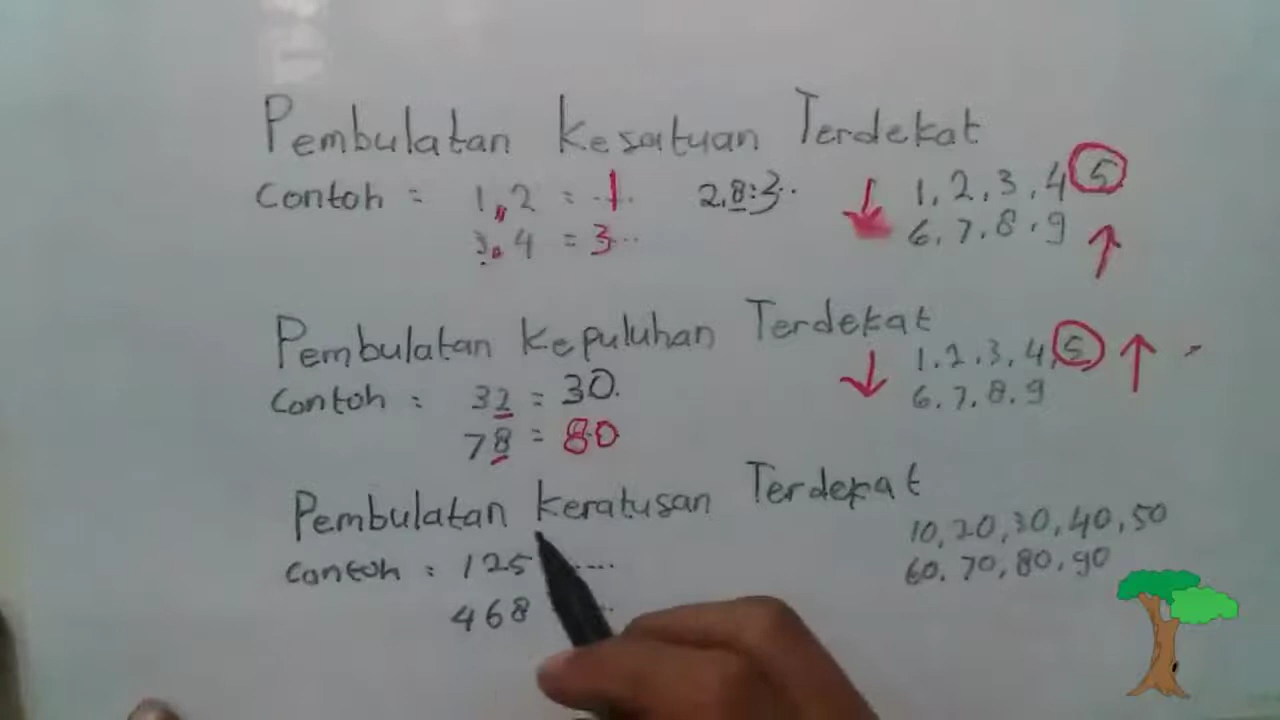 Pembulatan Kesatuan Terdekat
Contoh : 1,2 = .1.. 2,8:3..
3,4 = 3...
1,2,3,4,5
6,7,8,9
Pembulatan Kepuluhan Terdekat
Contoh : 32 = 30.
78 = 80
1.2.3.4,5
6.7.8.9
Pembulatan Keratusan Terdekat
Contoh : 125 ....
468
10,20,30,40,50
60.70,80,90